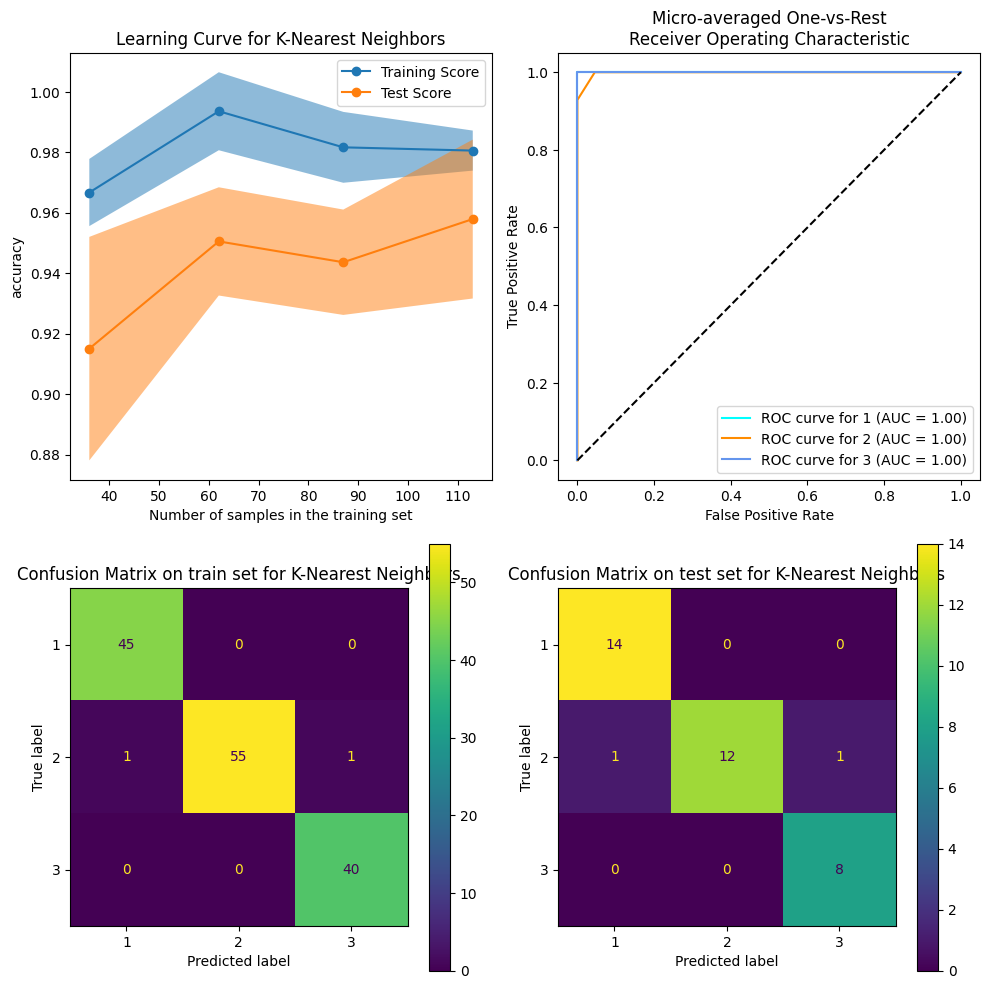 Learning Curve for K-Nearest Neighbors
Training Score
Test Score
1.00
0.98
0.96
0.94
0.92
0.90
0.88
accuracy
40 50 60 70 80 90 100 110
Number of samples in the training set
Micro-averaged One-vs-Rest
Receiver Operating Characteristic
1.0
0.8
0.6
0.4
0.2
0.0
True Positive Rate
ROC curve for 1 (AUC = 1.00)
ROC curve for 2 (AUC = 1.00)
ROC curve for 3 (AUC = 1.00)
0.0 0.2 0.4 0.6 0.8 1.0
False Positive Rate
Confusion Matrix on train set for K-Nearest Neighbors
1 45 0 0
2 1 55 1
3 0 0 40
True label
1 2 3
Predicted label
50
40
30
20
10
0
Confusion Matrix on test set for K-Nearest Neighbors
1 14 0 0
2 1 12 1
3 0 0 8
True label
1 2 3
Predicted label
14
12
10
8
6
4
2
0